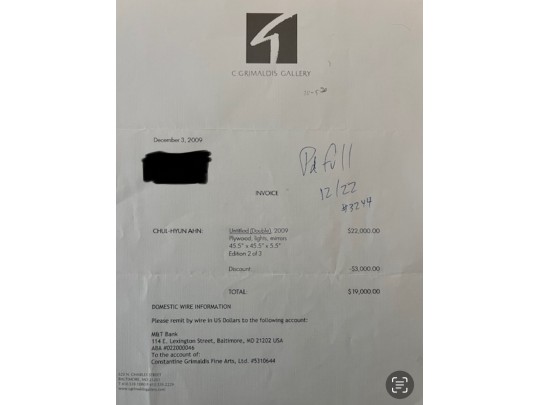 C GRIMALDIS GALLERY
December 3, 2009
Pd full
12/22
#3244
INVOICE
CHUL-HYUN AHN: Untitled (Double), 2009 $22,000.00
Plywood, lights, mirrors
45.5" x 45.5" x 5.5"
Edition 2 of 3
Discount -$3,000.00
TOTAL: $19,000.00
DOMESTIC WIRE INFORMATION
Please remit by wire in US Dollars to the following account:
M&T Bank
114 E. Lexington Street, Baltimore, MD 21202 USA
ABA #022000046
To the account of:
Constantine Grimaldis Fine Arts, Ltd. #5310644